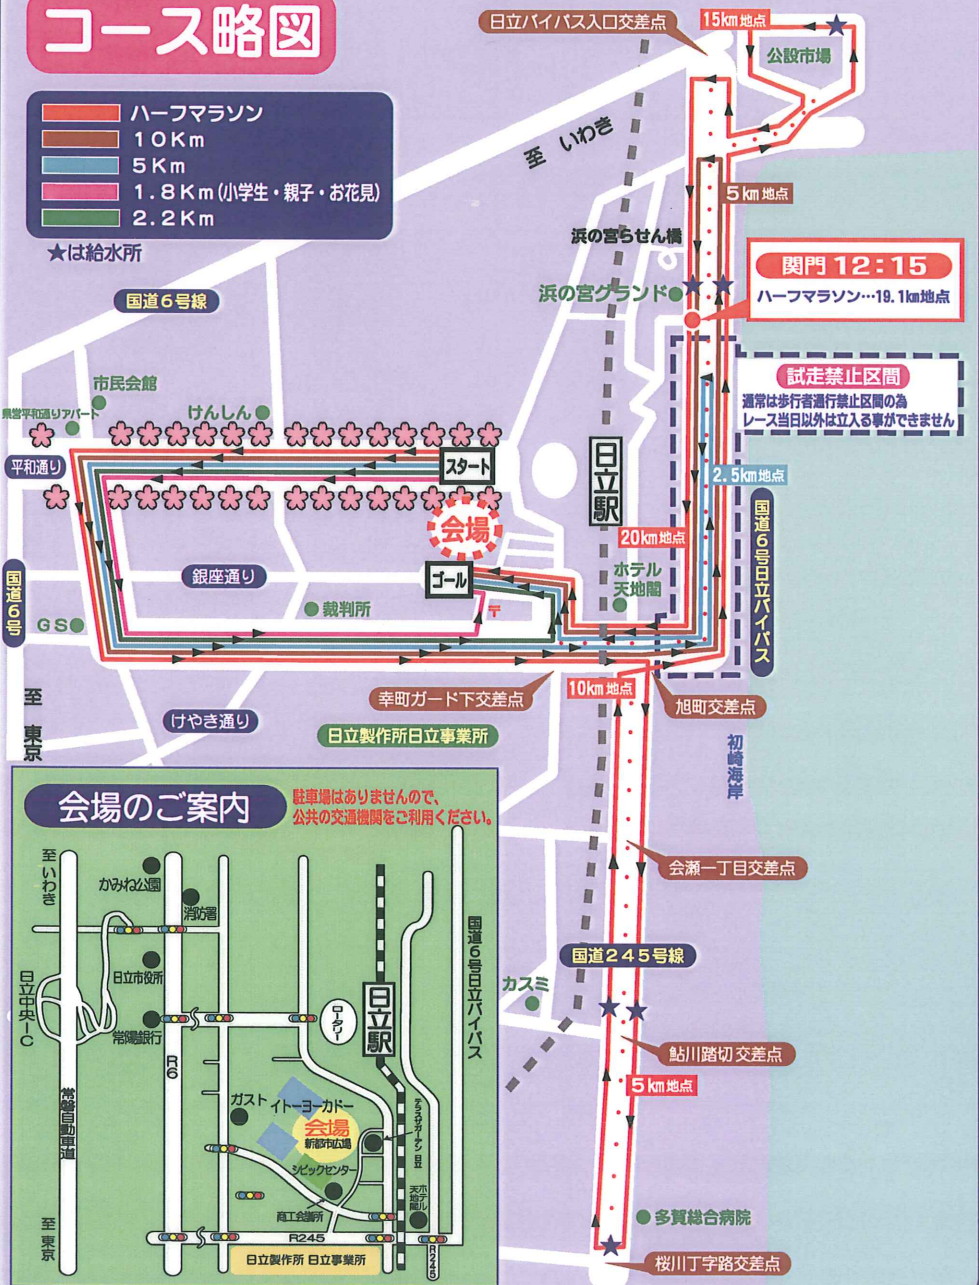 コース略図
ハーフマラソン
10Km
5Km
1.8Km(小学生・親子・お花見)
2.2Km
★は給水所
日立バイパス入口交差点
15km地点
公設市場
至 いわき
5km地点
浜の宮らせん橋
浜の宮グランド
関門 12:15
ハーフマラソン…19.1km地点
国道6号線
試走禁止区間
通常は歩行者通行禁止区間の為
レース当日以外は立入る事ができません
市民会館
県営平和通りアパート
けんしん
平和通り
スタート
日立駅
2.5km地点
会場
20km地点
国道6号日立バイパス
国道6号
銀座通り
ゴール
ホテル
天地閣
裁判所
〒
GS
至 東京
幸町ガード下交差点
10km地点
旭町交差点
けやき通り
日立製作所日立事業所
初崎海岸
会瀬一丁目交差点
国道245号線
カスミ
鮎川踏切交差点
5km地点
多賀総合病院
桜川丁字路交差点
会場のご案内
駐車場はありませんので、
公共の交通機関をご利用ください。
至 いわき
かみね公園
消防署
日立市役所
日立中央IC
常陽銀行
R6
ロータリー
日立駅
国道6号日立バイパス
ガスト
イトーヨーカドー
会場
新都市広場
テラスザガーデン日立
シビックセンター
商工会議所
ホテル天地閣
常磐自動車道
至 東京
R245
R245
日立製作所 日立事業所